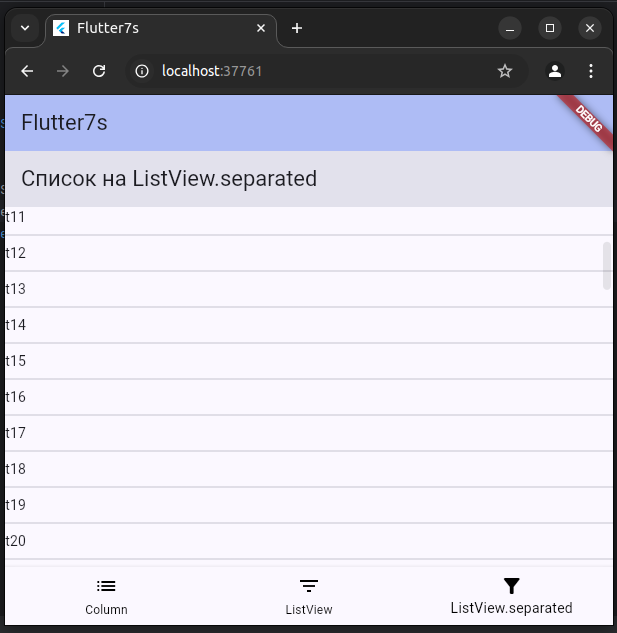 Flutter7s
localhost:37761
Flutter7s
DEBUG
Список на ListView.separated
t11
t12
t13
t14
t15
t16
t17
t18
t19
t20
Column
ListView
ListView.separated